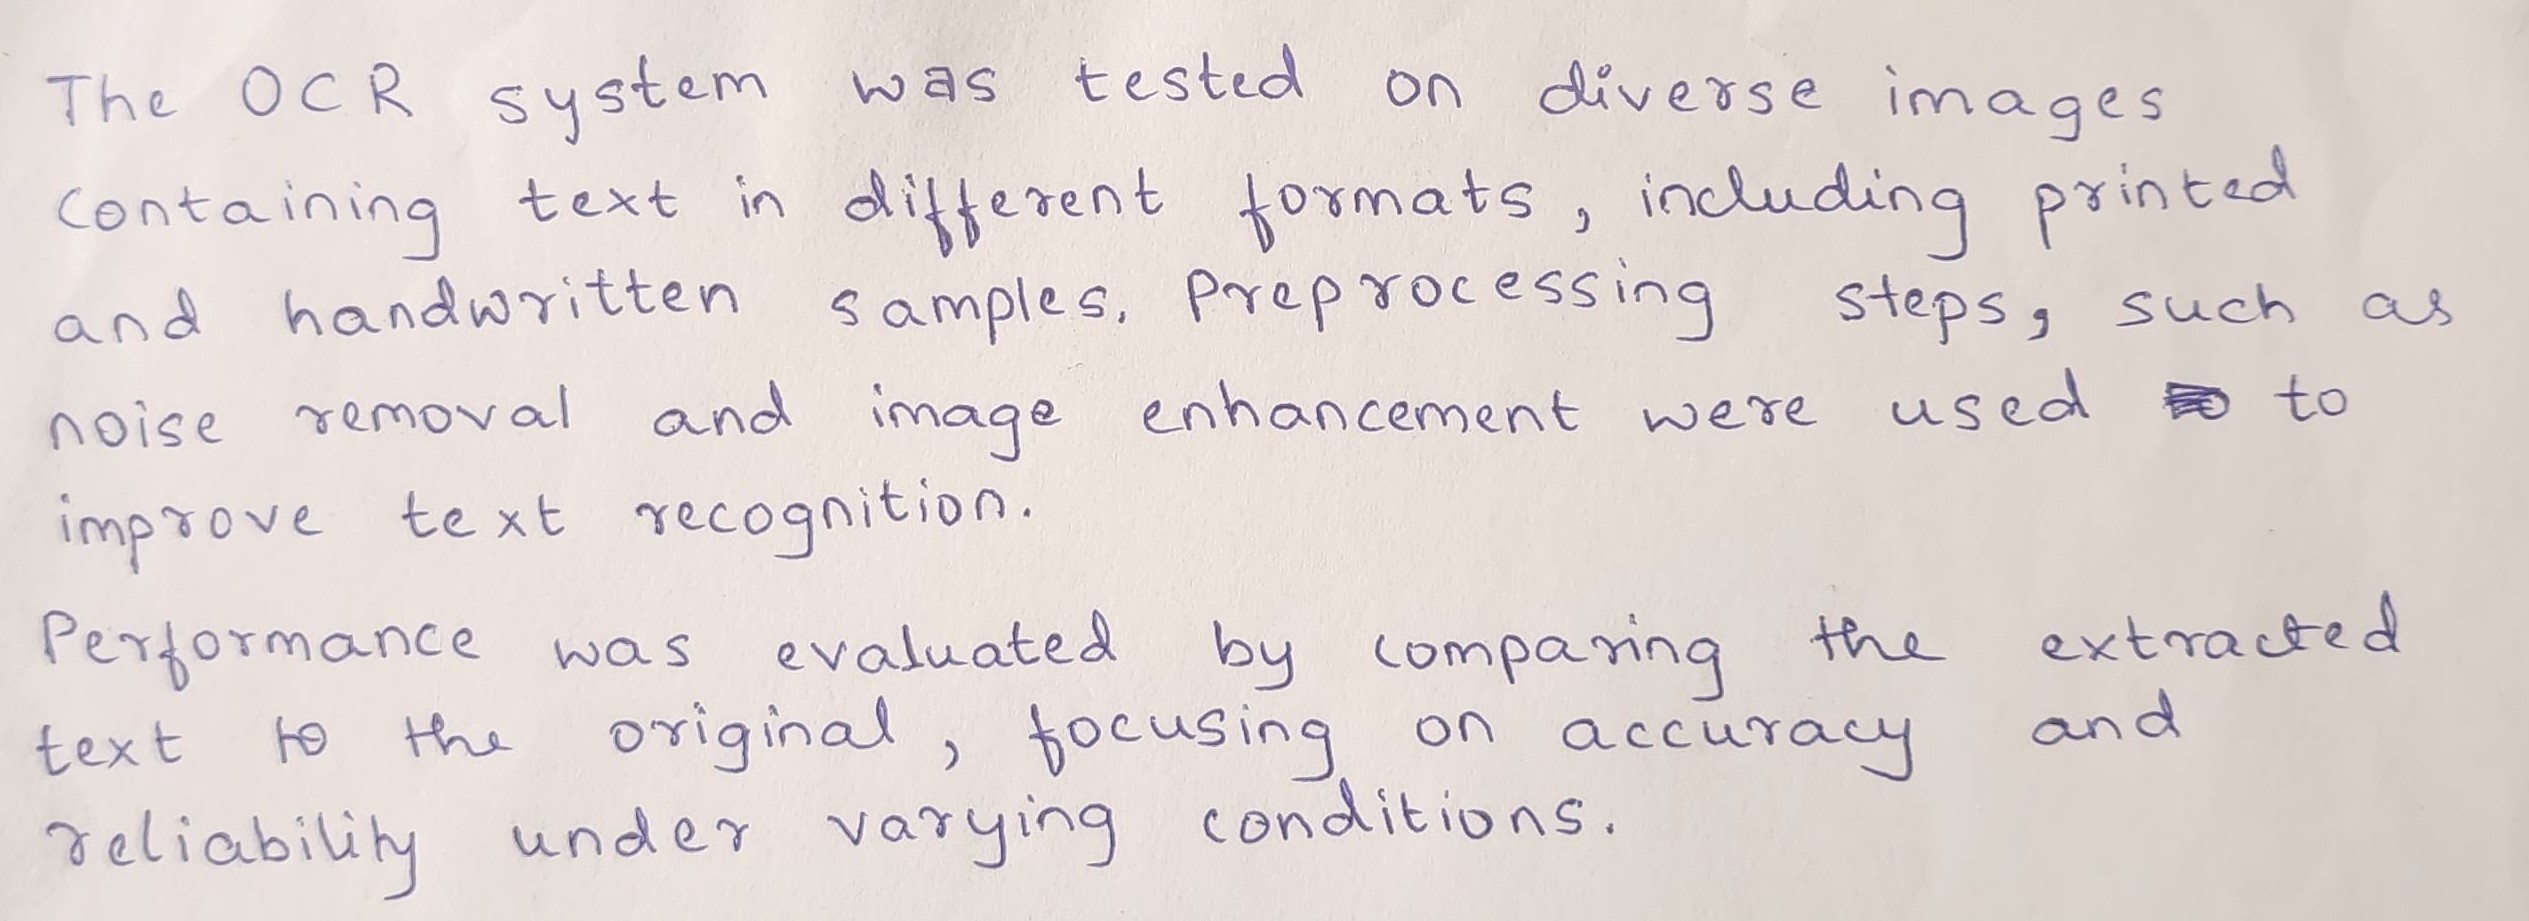 The OCR system was tested on diverse images
containing text in different formats, including printed
and handwritten samples. Preprocessing steps, such as
noise removal and image enhancement were used to
improve text recognition.
Performance was evaluated by comparing the extracted
text to the original, focusing on accuracy and
reliability under varying conditions.